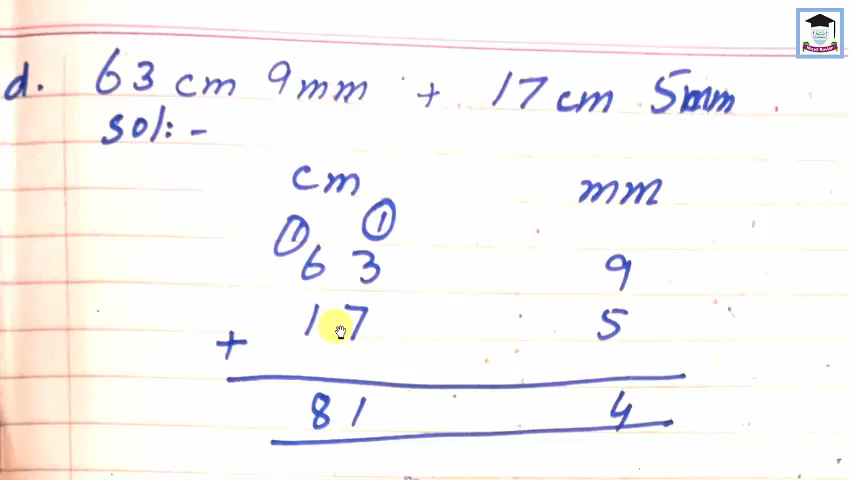 d. 63 cm 9mm + 17 cm 5mm
sol:-
cm mm
1 1
63 9
+ 17 5
81 4